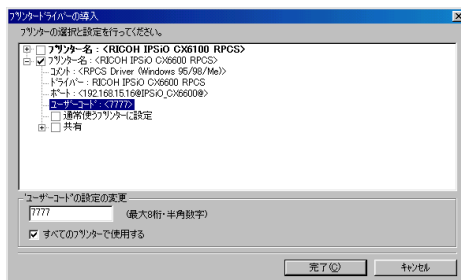 プリンタードライバーの導入
プリンターの選択と設定を行ってください。
プリンター名 : <RICOH IPSiO CX6100 RPCS>
プリンター名 : <RICOH IPSiO CX6600 RPCS>
コメント : <RPCS Driver (Windows 95/98/Me)>
ドライバー : RICOH IPSiO CX6600 RPCS
ポート : <192.168.15.16@IPSiO_CX6600@>
ユーザーコード : <7777>
通常使うプリンターに設定
共有
"ユーザーコード"の設定の変更
7777 (最大8桁・半角数字)
すべてのプリンターで使用する
完了(C) キャンセル